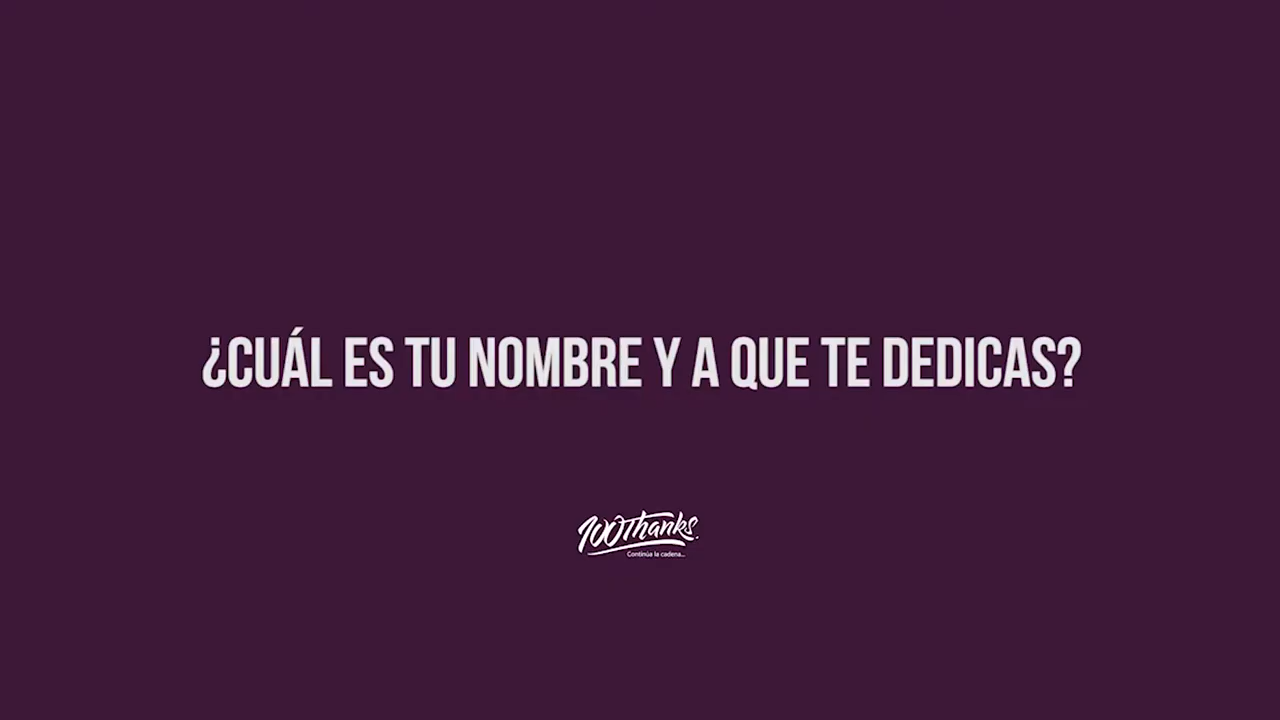 ¿CUÁL ES TU NOMBRE Y A QUE TE DEDICAS?
100Thanks.
Continúa la cadena...